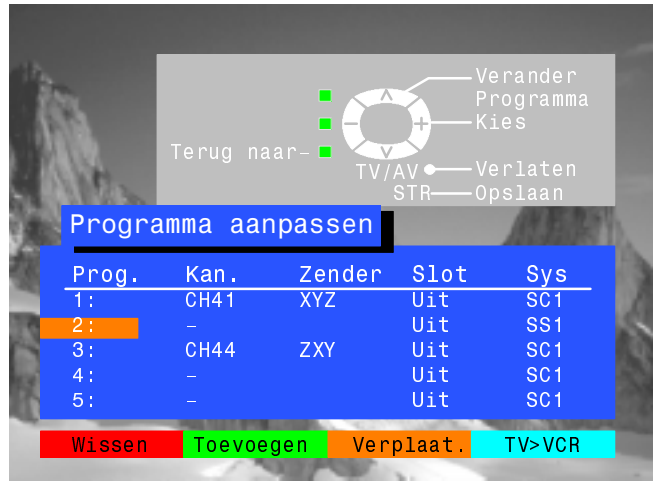 Verander
Programma
Kies
Terug naar
TV/AV Verlaten
STR Opslaan
Programma aanpassen
Prog. Kan. Zender Slot Sys
1: CH41 XYZ Uit SC1
2: – Uit SS1
3: CH44 ZXY Uit SC1
4: – Uit SC1
5: – Uit SC1
Wissen Toevoegen Verplaat. TV>VCR